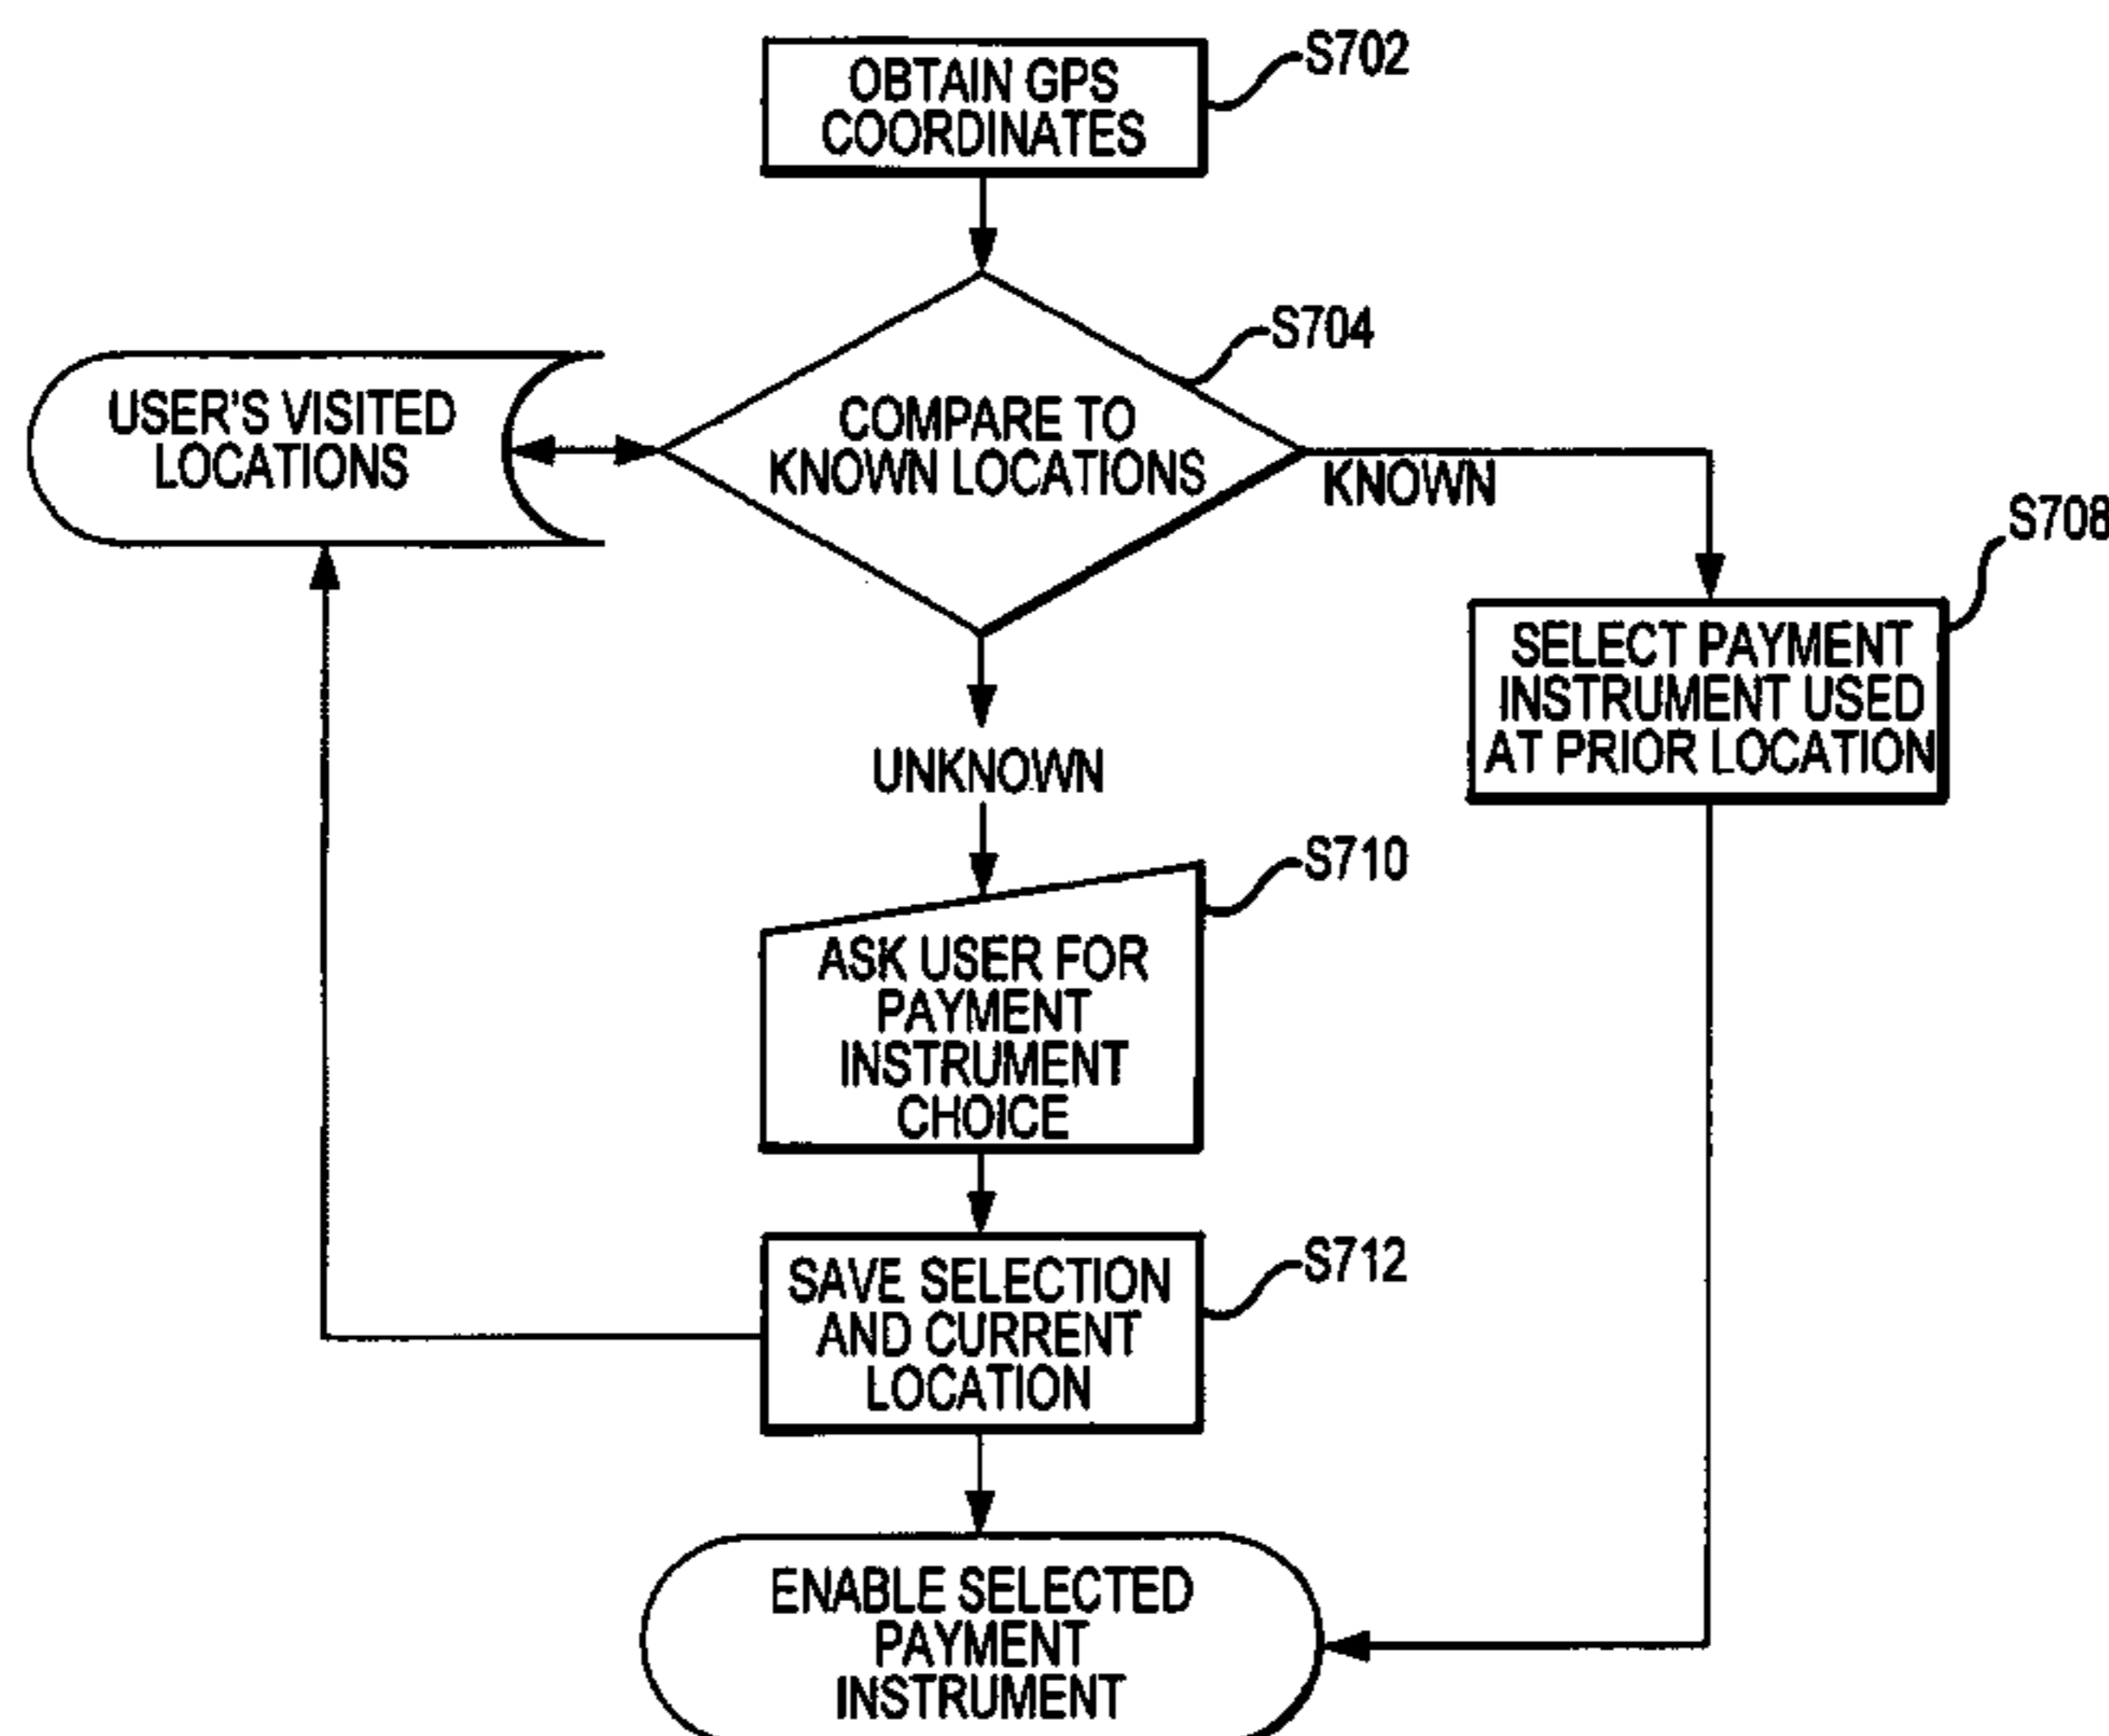 OBTAIN GPS
COORDINATES
S702
S704
USER'S VISITED
LOCATIONS
COMPARE TO
KNOWN LOCATIONS
KNOWN
S708
SELECT PAYMENT
INSTRUMENT USED
AT PRIOR LOCATION
UNKNOWN
S710
ASK USER FOR
PAYMENT
INSTRUMENT
CHOICE
S712
SAVE SELECTION
AND CURRENT
LOCATION
ENABLE SELECTED
PAYMENT
INSTRUMENT